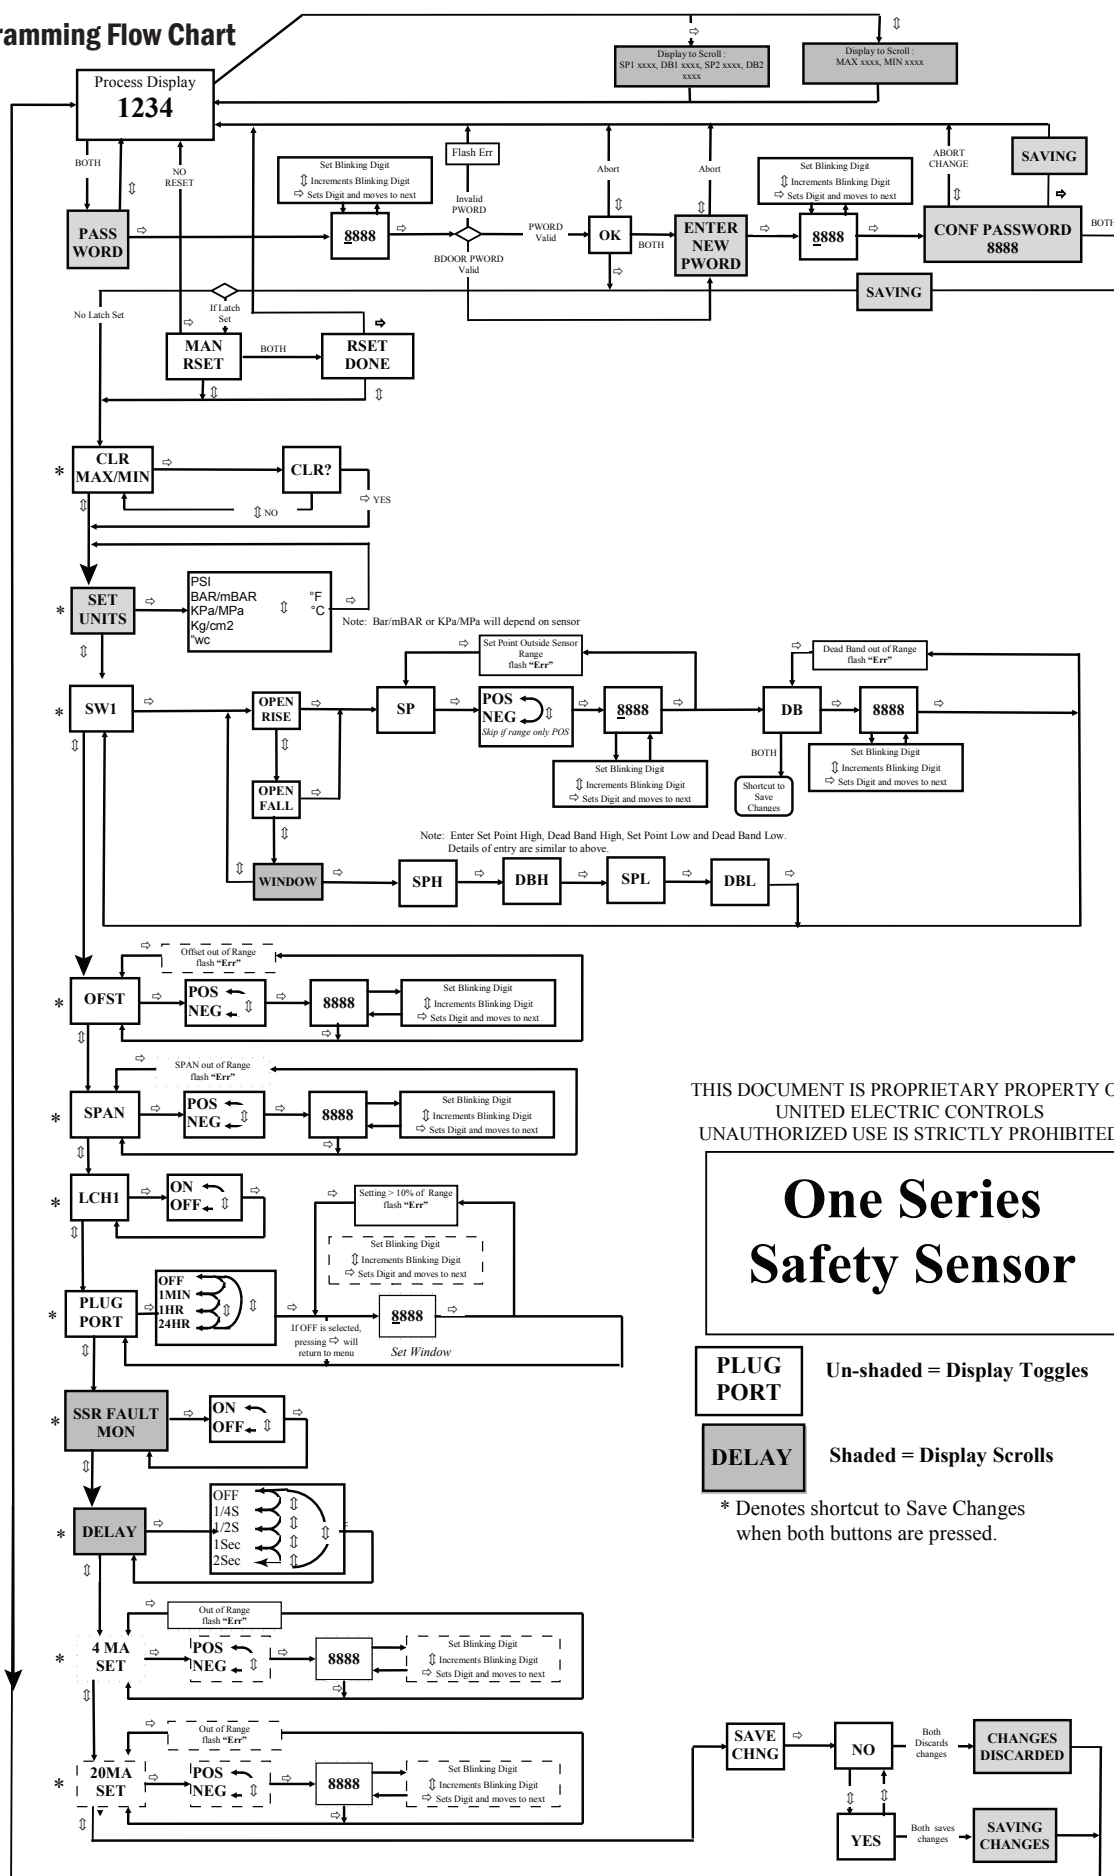 ramming Flow Chart
Display to Scroll :
SP1 xxxx, DB1 xxxx, SP2 xxxx, DB2
xxxx
Display to Scroll :
MAX xxxx, MIN xxxx
Process Display
1234
BOTH
NO
RESET
Set Blinking Digit
⇳ Increments Blinking Digit
⇨ Sets Digit and moves to next
Flash Err
Invalid
PWORD
Abort
Abort
Set Blinking Digit
⇳ Increments Blinking Digit
⇨ Sets Digit and moves to next
ABORT
CHANGE
SAVING
PASS
WORD
8888
PWORD
Valid
BDOOR PWORD
Valid
OK
BOTH
ENTER
NEW
PWORD
8888
CONF PASSWORD
8888
BOTH
SAVING
No Latch Set
If Latch
Set
MAN
RSET
BOTH
RSET
DONE
*
CLR
MAX/MIN
CLR?
⇨ YES
⇳ NO
*
SET
UNITS
PSI
BAR/mBAR
KPa/MPa
Kg/cm2
"wc
°F
°C
Note: Bar/mBAR or KPa/MPa will depend on sensor
Set Point Outside Sensor
Range
flash "Err"
Dead Band out of Range
flash "Err"
*
SW1
OPEN
RISE
SP
POS
NEG
Skip if range only POS
8888
DB
8888
BOTH
Set Blinking Digit
⇳ Increments Blinking Digit
⇨ Sets Digit and moves to next
Set Blinking Digit
⇳ Increments Blinking Digit
⇨ Sets Digit and moves to next
OPEN
FALL
Shortcut to
Save
Changes
Note: Enter Set Point High, Dead Band High, Set Point Low and Dead Band Low.
Details of entry are similar to above.
WINDOW
SPH
DBH
SPL
DBL
Offset out of Range
flash "Err"
*
OFST
POS
NEG
8888
Set Blinking Digit
⇳ Increments Blinking Digit
⇨ Sets Digit and moves to next
SPAN out of Range
flash "Err"
*
SPAN
POS
NEG
8888
Set Blinking Digit
⇳ Increments Blinking Digit
⇨ Sets Digit and moves to next
THIS DOCUMENT IS PROPRIETARY PROPERTY O
UNITED ELECTRIC CONTROLS
UNAUTHORIZED USE IS STRICTLY PROHIBITED
One Series
Safety Sensor
*
LCH1
ON
OFF
Setting > 10% of Range
flash "Err"
Set Blinking Digit
⇳ Increments Blinking Digit
⇨ Sets Digit and moves to next
*
PLUG
PORT
OFF
1MIN
1HR
24HR
If OFF is selected,
pressing ⇨ will
return to menu
8888
Set Window
PLUG
PORT
Un-shaded = Display Toggles
*
SSR FAULT
MON
ON
OFF
DELAY
Shaded = Display Scrolls
* Denotes shortcut to Save Changes
when both buttons are pressed.
*
DELAY
OFF
1/4S
1/2S
1Sec
2Sec
Out of Range
flash "Err"
*
4 MA
SET
POS
NEG
8888
Set Blinking Digit
⇳ Increments Blinking Digit
⇨ Sets Digit and moves to next
Out of Range
flash "Err"
*
20MA
SET
POS
NEG
8888
Set Blinking Digit
⇳ Increments Blinking Digit
⇨ Sets Digit and moves to next
SAVE
CHNG
NO
Both
Discards
changes
CHANGES
DISCARDED
YES
Both saves
changes
SAVING
CHANGES